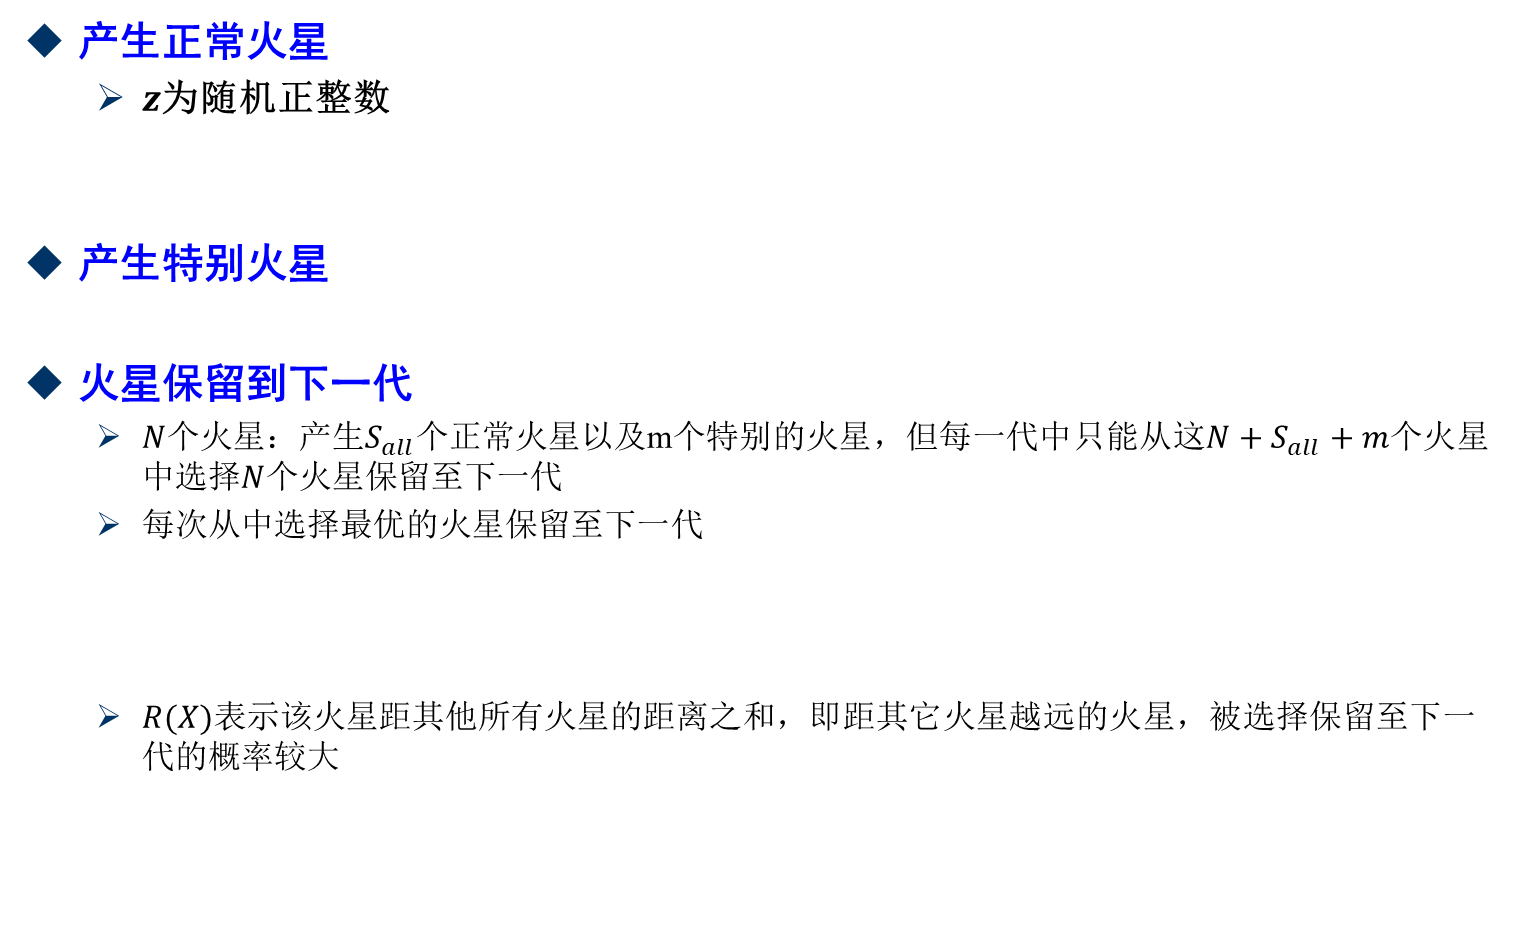 产生正常火星
z为随机正整数
产生特别火星
火星保留到下一代
N个火星：产生S_all个正常火星以及m个特别的火星，但每一代中只能从这N + S_all + m个火星
中选择N个火星保留至下一代
每次从中选择最优的火星保留至下一代
R(X)表示该火星距其他所有火星的距离之和，即距其它火星越远的火星，被选择保留至下一
代的概率较大